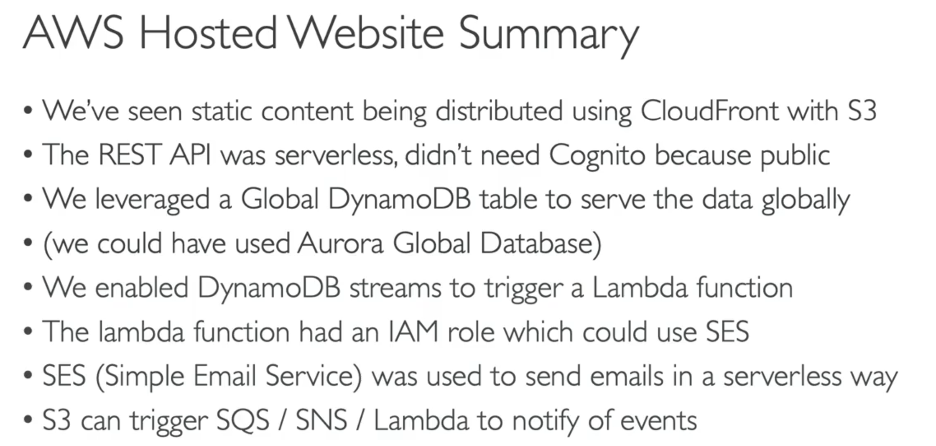 AWS Hosted Website Summary
• We’ve seen static content being distributed using CloudFront with S3
• The REST API was serverless, didn’t need Cognito because public
• We leveraged a Global DynamoDB table to serve the data globally
• (we could have used Aurora Global Database)
• We enabled DynamoDB streams to trigger a Lambda function
• The lambda function had an IAM role which could use SES
• SES (Simple Email Service) was used to send emails in a serverless way
• S3 can trigger SQS / SNS / Lambda to notify of events